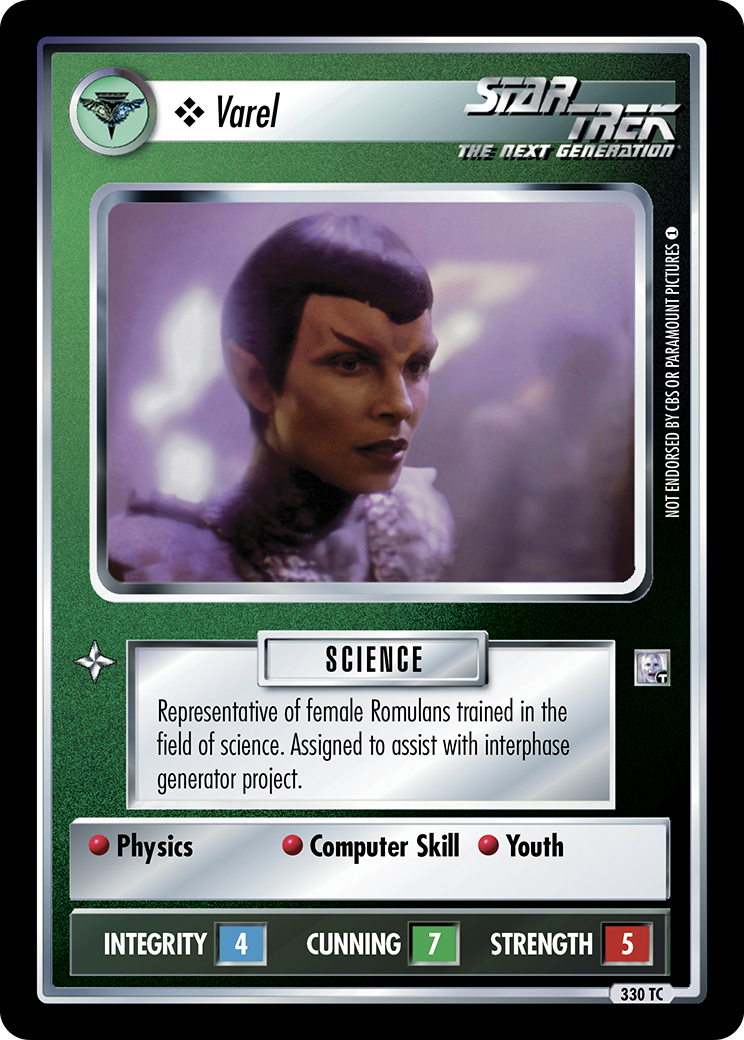 ❖ Varel
STAR TREK
THE NEXT GENERATION
NOT ENDORSED BY CBS OR PARAMOUNT PICTURES 1
SCIENCE
Representative of female Romulans trained in the
field of science. Assigned to assist with interphase
generator project.
Physics Computer Skill Youth
INTEGRITY 4 CUNNING 7 STRENGTH 5
330 TC
T